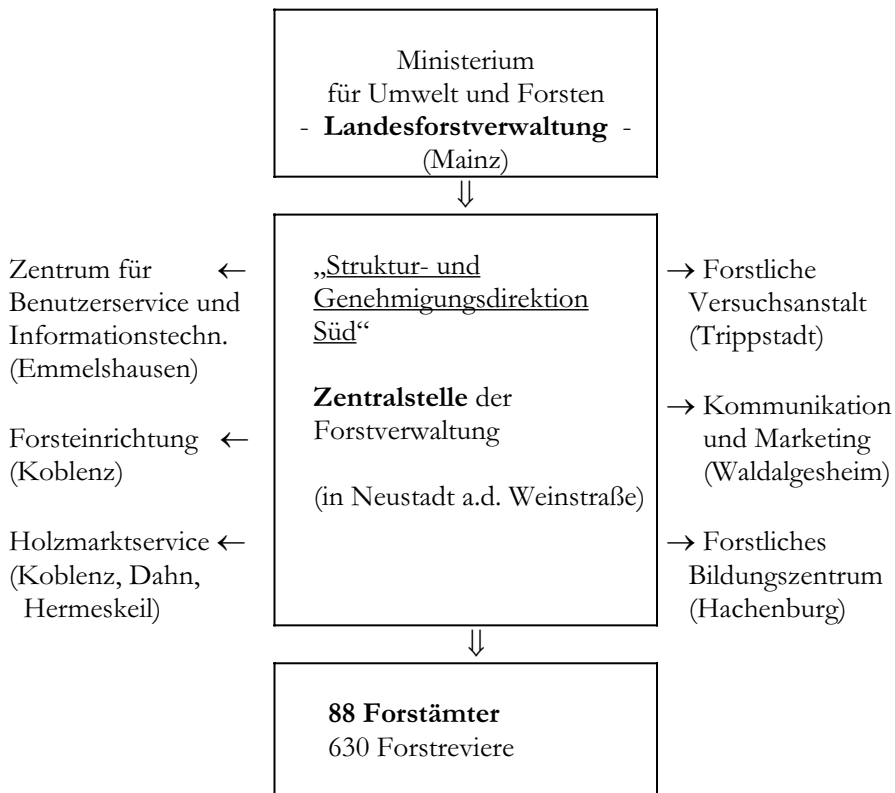 Ministerium
für Umwelt und Forsten
- Landesforstverwaltung -
(Mainz)
⇓
Zentrum für ←
Benutzerservice und
Informationstechn.
(Emmelshausen)
Forsteinrichtung ←
(Koblenz)
Holzmarktservice ←
(Koblenz, Dahn,
Hermeskeil)
„Struktur- und
Genehmigungsdirektion
Süd“
Zentralstelle der
Forstverwaltung
(in Neustadt a.d. Weinstraße)
→ Forstliche
Versuchsanstalt
(Trippstadt)
→ Kommunikation
und Marketing
(Waldalgesheim)
→ Forstliches
Bildungszentrum
(Hachenburg)
⇓
88 Forstämter
630 Forstreviere